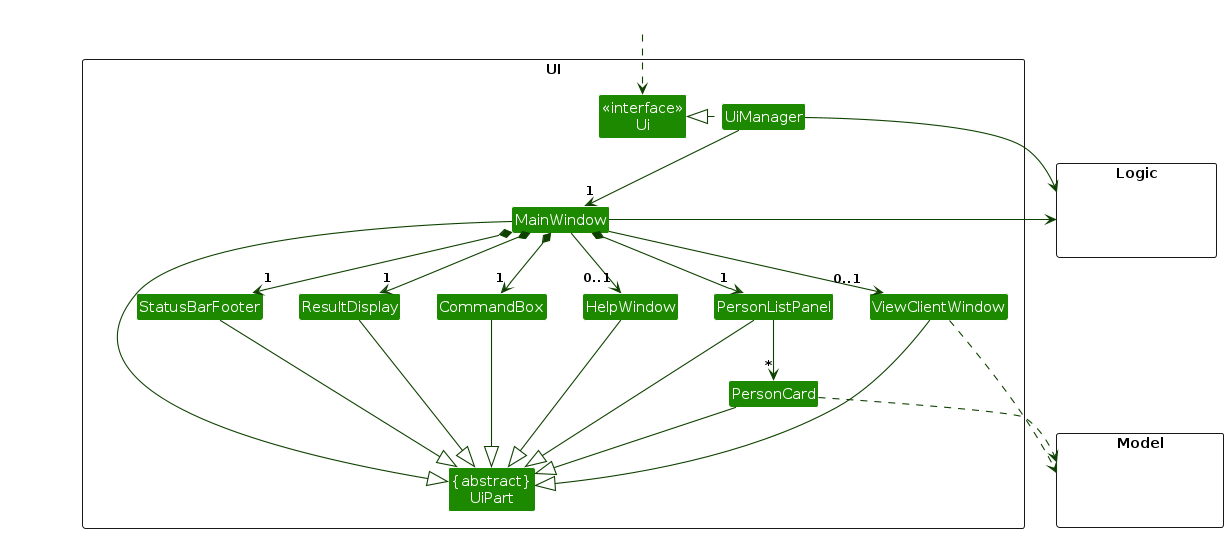 UI
«interface»
Ui
UiManager
Logic
1
MainWindow
1
1
1
0..1
1
0..1
StatusBarFooter
ResultDisplay
CommandBox
HelpWindow
PersonListPanel
ViewClientWindow
*
PersonCard
Model
{abstract}
UiPart